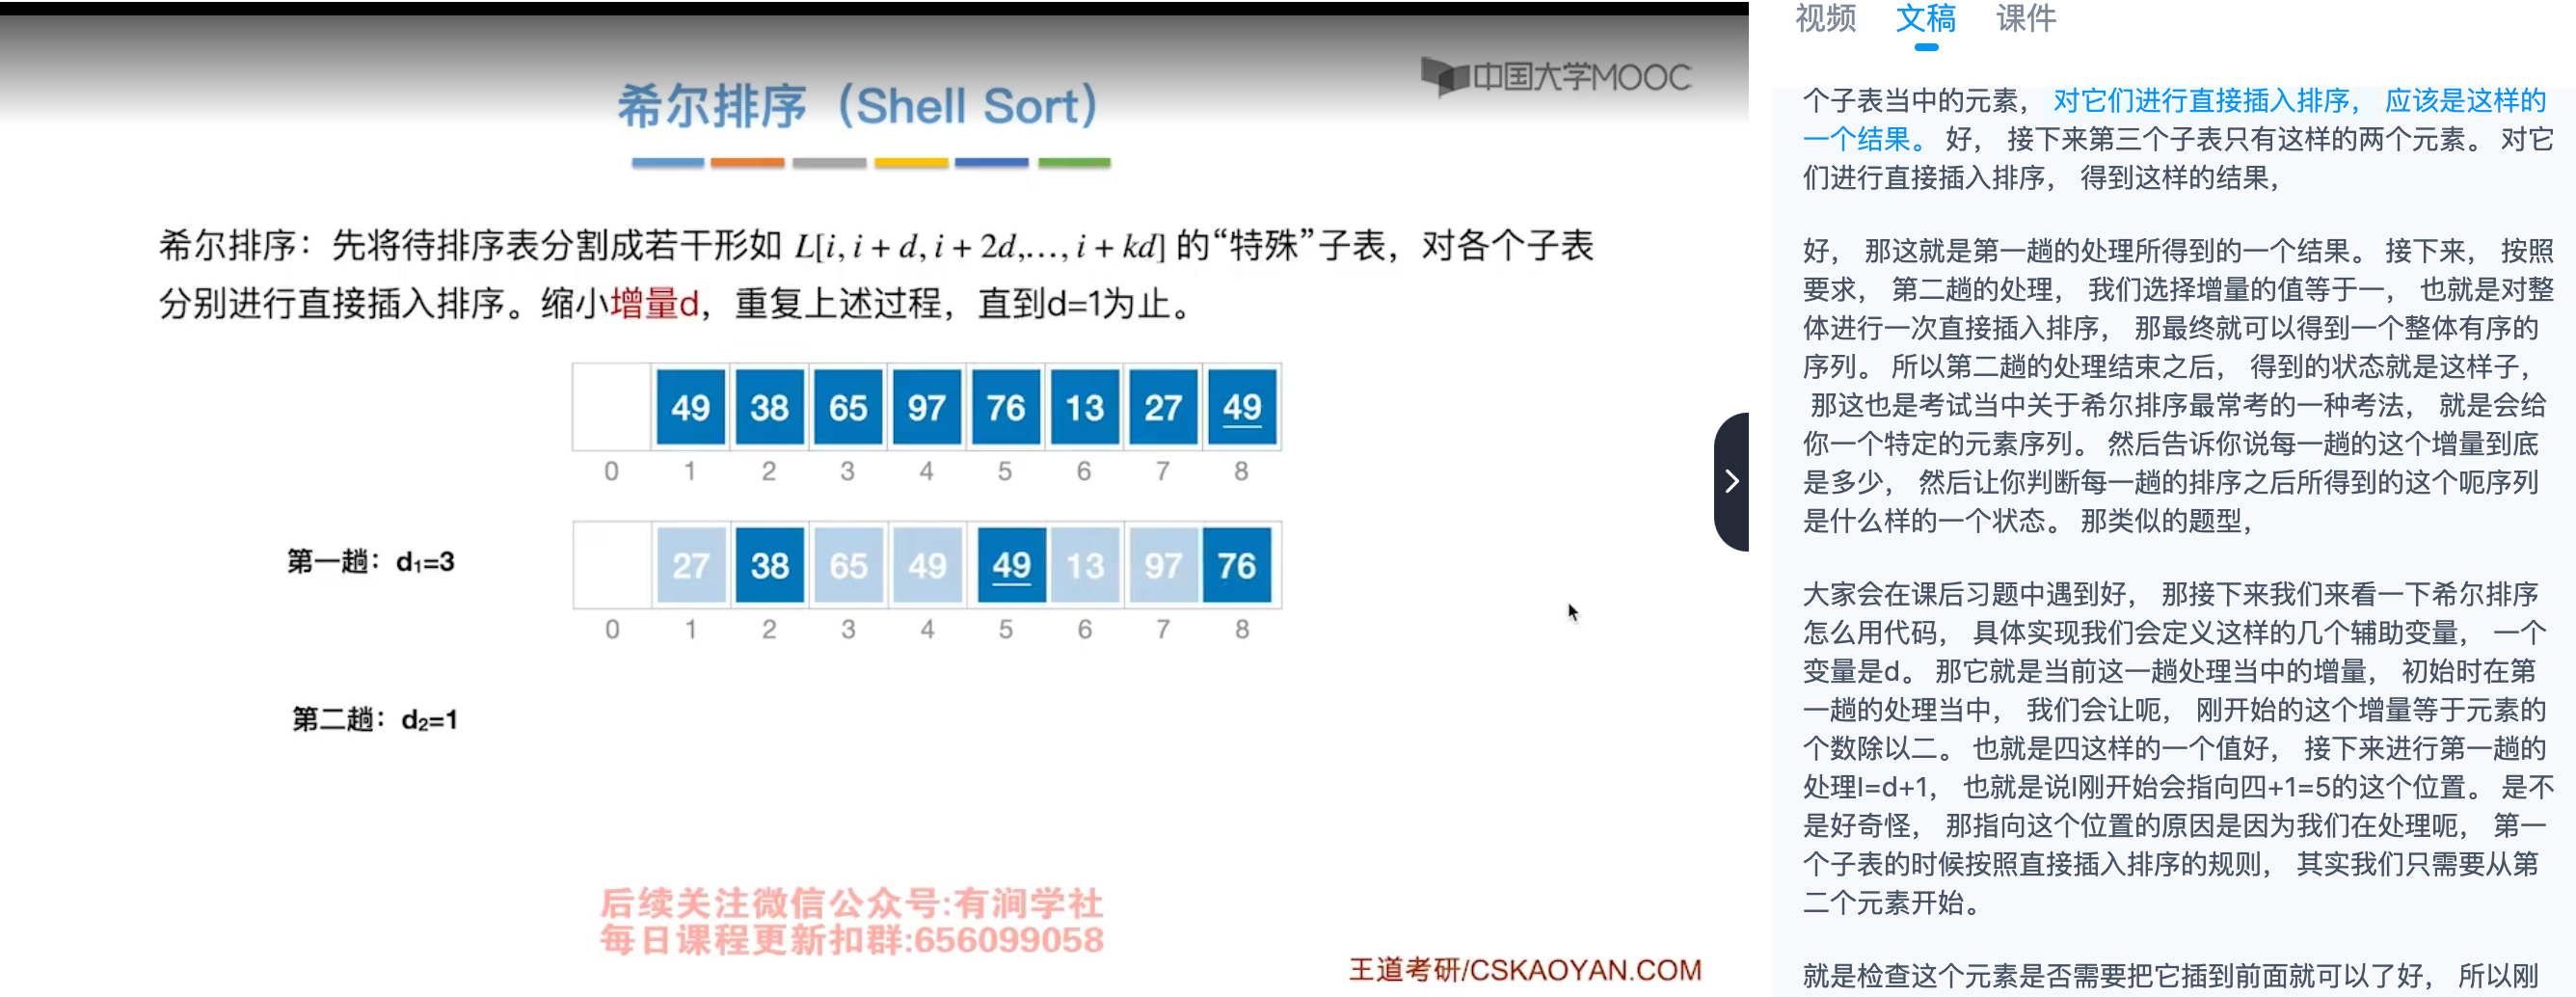 中国大学MOOC
希尔排序（Shell Sort）
希尔排序：先将待排序表分割成若干形如 L[i, i + d, i + 2d,..., i + kd] 的“特殊”子表，对各个子表
分别进行直接插入排序。缩小增量d，重复上述过程，直到d=1为止。
49 38 65 97 76 13 27 49
0 1 2 3 4 5 6 7 8
第一趟：d₁=3
27 38 65 49 49 13 97 76
0 1 2 3 4 5 6 7 8
第二趟：d₂=1
后续关注微信公众号:有涧学社
每日课程更新扣群:656099058
王道考研/CSKAOYAN.COM
视频 文稿 课件
个子表当中的元素， 对它们进行直接插入排序， 应该是这样的
一个结果。 好， 接下来第三个子表只有这样的两个元素。 对它
们进行直接插入排序， 得到这样的结果，
好， 那这就是第一趟的处理所得到的一个结果。 接下来， 按照
要求， 第二趟的处理， 我们选择增量的值等于一， 也就是对整
体进行一次直接插入排序， 那最终就可以得到一个整体有序的
序列。 所以第二趟的处理结束之后， 得到的状态就是这样子，
那这也是考试当中关于希尔排序最常考的一种考法， 就是会给
你一个特定的元素序列。 然后告诉你说每一趟的这个增量到底
是多少， 然后让你判断每一趟的排序之后所得到的这个呃序列
是什么样的一个状态。 那类似的题型，
大家会在课后习题中遇到好， 那接下来我们来看一下希尔排序
怎么用代码， 具体实现我们会定义这样的几个辅助变量， 一个
变量是d。 那它就是当前这一趟处理当中的增量， 初始时在第
一趟的处理当中， 我们会让呃， 刚开始的这个增量等于元素的
个数除以二。 也就是四这样的一个值好， 接下来进行第一趟的
处理I=d+1， 也就是说I刚开始会指向四+1=5的这个位置。 是不
是好奇怪， 那指向这个位置的原因是因为我们在处理呃， 第一
个子表的时候按照直接插入排序的规则， 其实我们只需要从第
二个元素开始。
就是检查这个元素是否需要把它插到前面就可以了好， 所以刚